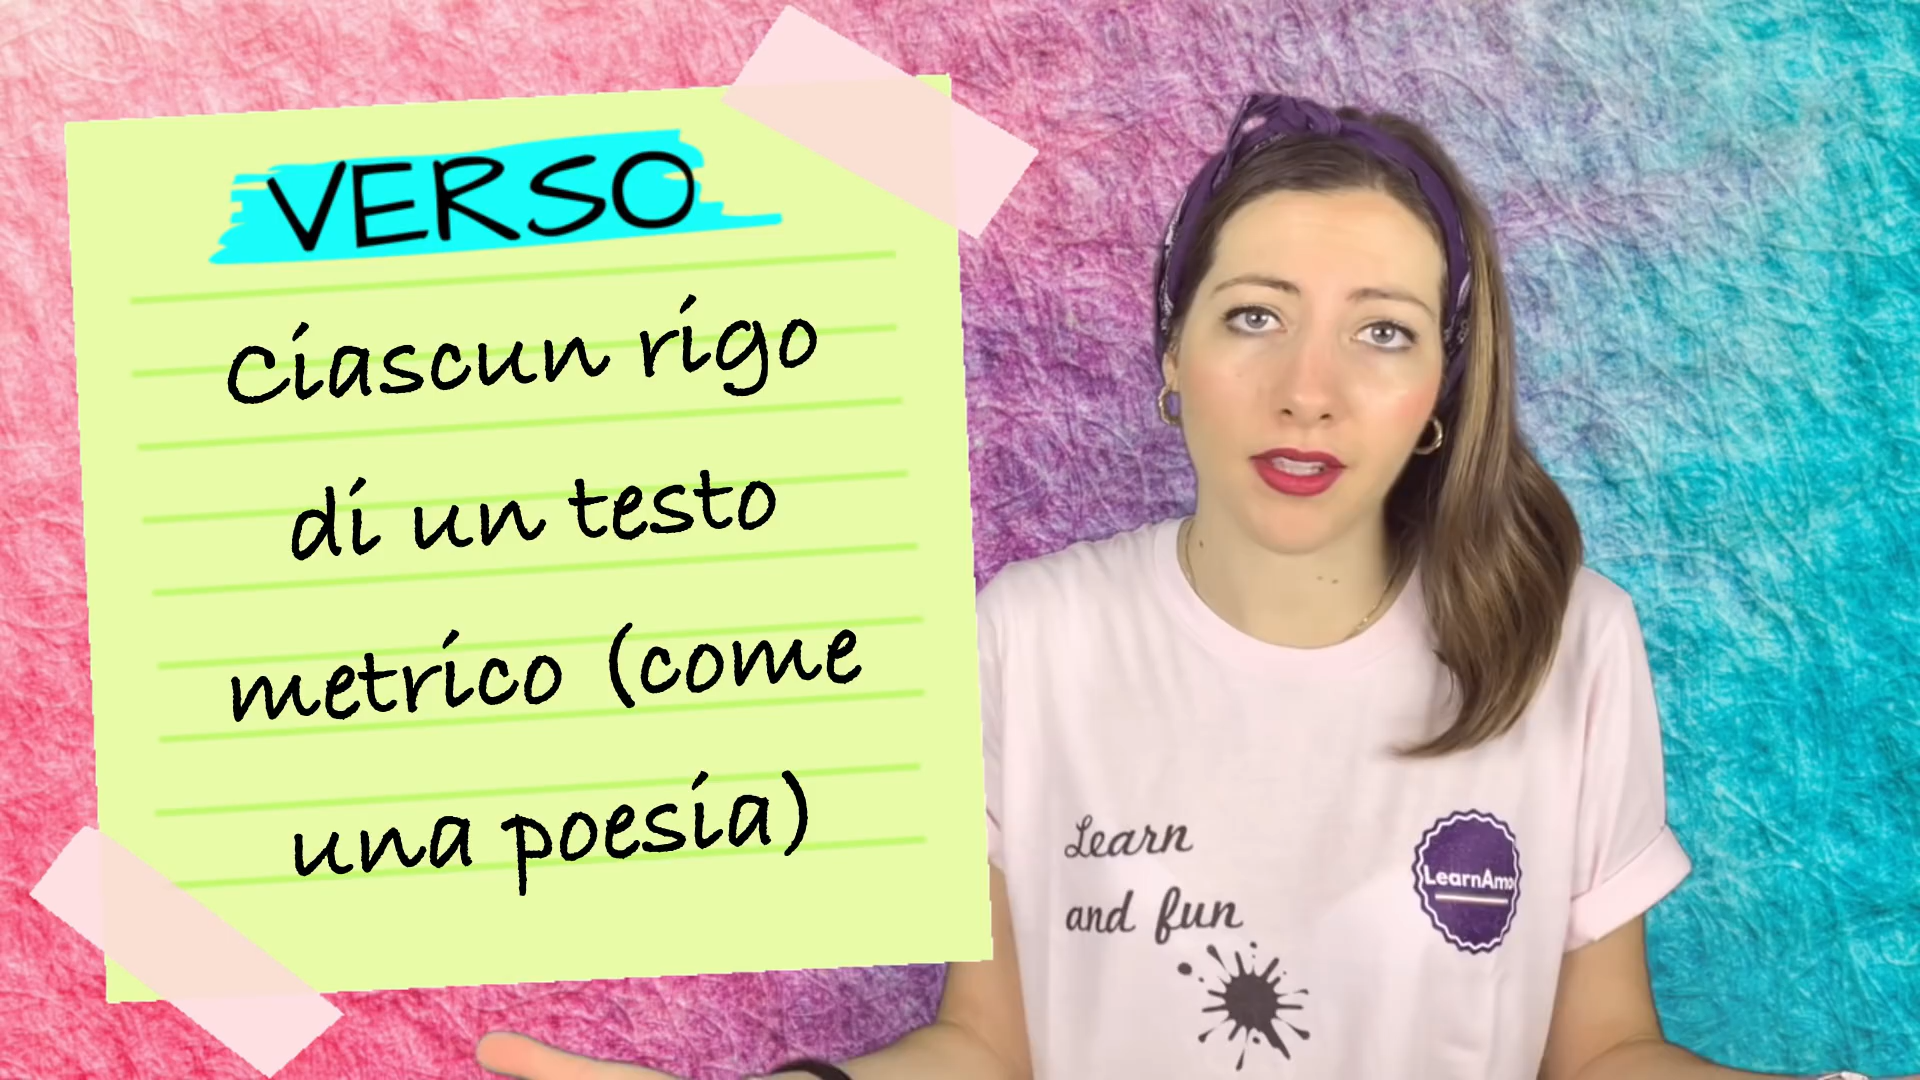 VERSO
Ciascun rigo
di un testo
metrico (come
una poesia)
Learn
and fun
LearnAmo